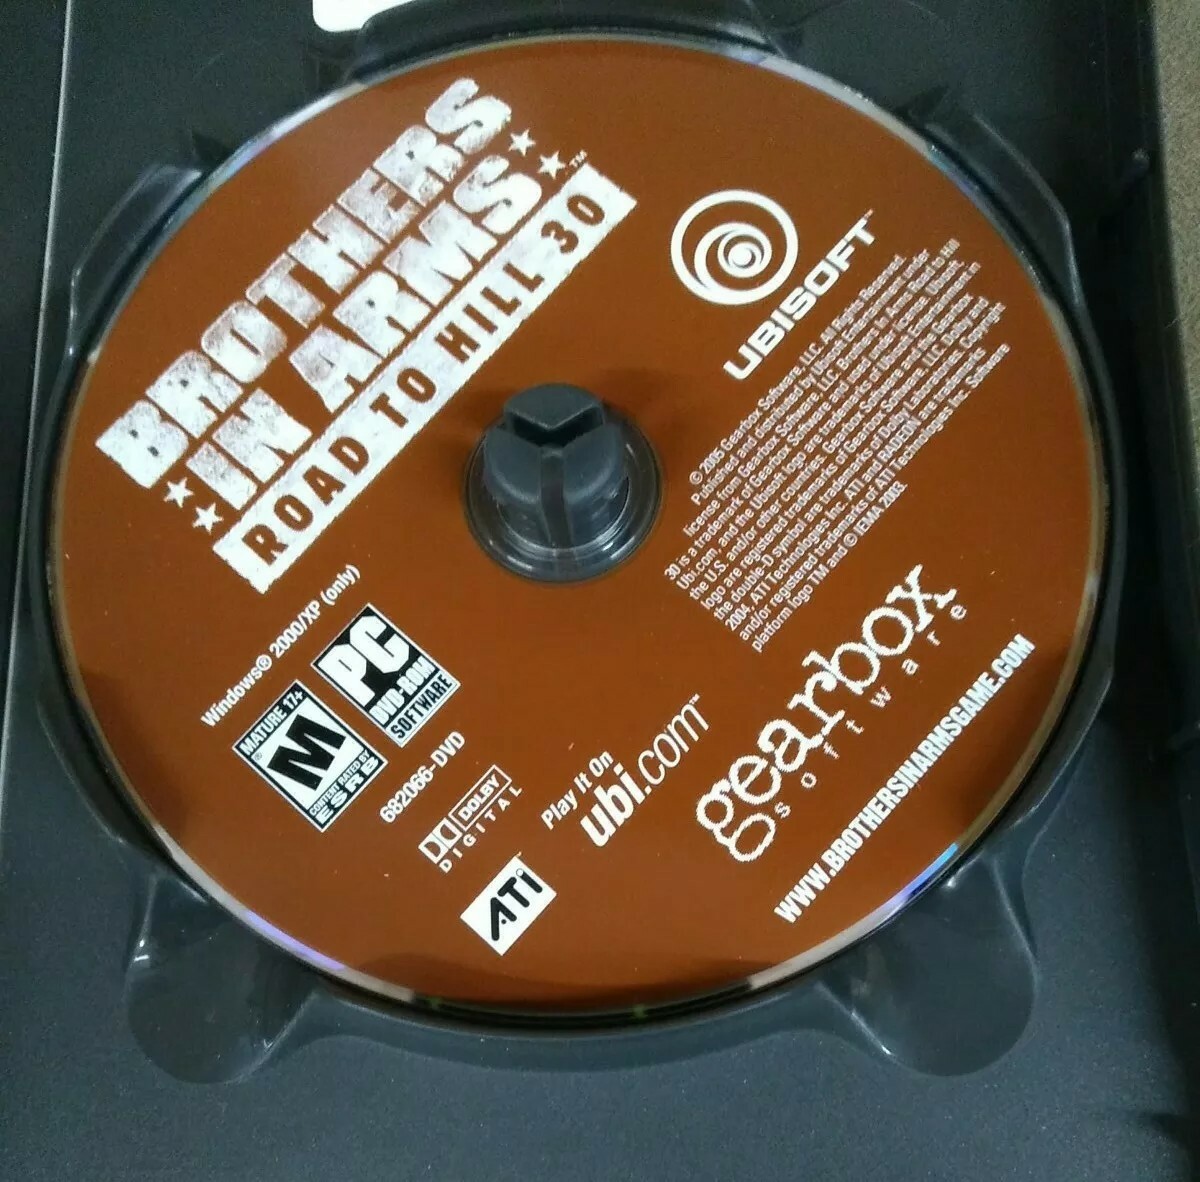 BROTHERS
IN ARMS™
ROAD TO HILL 30
UBISOFT™
© 2005 Gearbox Software, LLC. All Rights Reserved.
Published and distributed by Ubisoft Entertainment under
license from Gearbox Software, LLC. Brothers In Arms Road to Hill
30 is a trademark of Gearbox Software, and used under license. Ubisoft,
Ubi.com, and the Ubisoft logo are trademarks of Ubisoft Entertainment in
the U.S. and/or other countries. Gearbox Software and the Gearbox
logo are registered trademarks of Gearbox Software, LLC. Dolby and
the double-D symbol are trademarks of Dolby Laboratories. Copyright
2004, ATI Technologies Inc. ATI and RADEON are trademarks
and/or registered trademarks of ATI Technologies Inc. Software
platform logo TM and © IEMA 2003.
Windows® 2000/XP (only)
MATURE 17+
M
®
CONTENT RATED BY
ESRB
PC
DVD-ROM
SOFTWARE
682066-DVD
DOLBY
DIGITAL
ATi
Play It On
ubi.com™
gearbox
software
WWW.BROTHERSINARMSGAME.COM